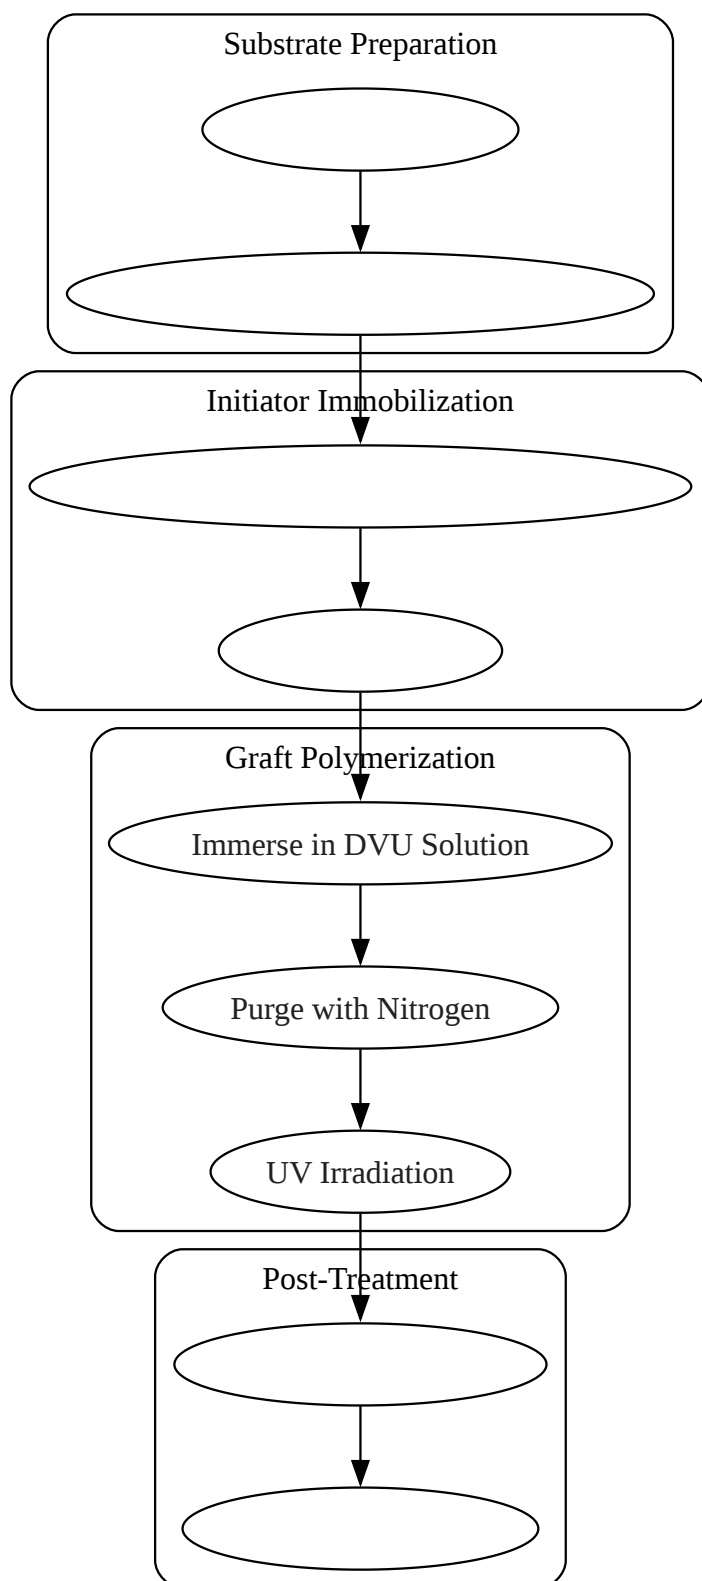 Substrate Preparation
Initiator Immobilization
Graft Polymerization
Immerse in DVU Solution
Purge with Nitrogen
UV Irradiation
Post-Treatment